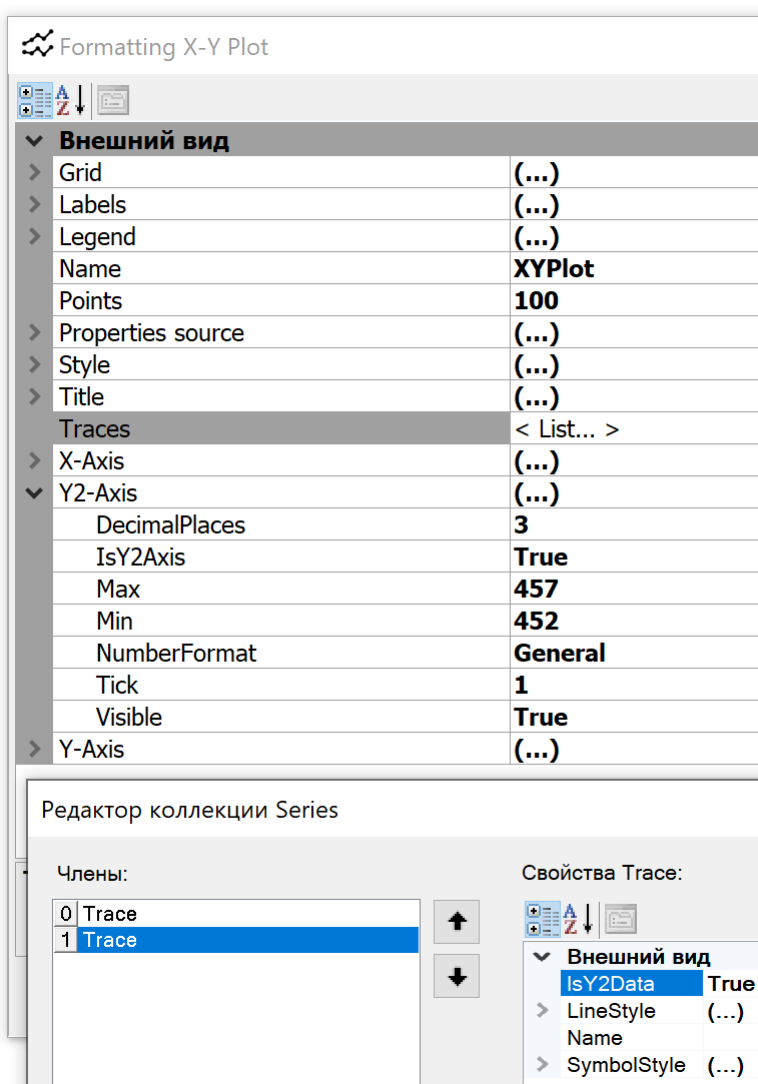 Formatting X-Y Plot
Внешний вид
Grid (...)
Labels (...)
Legend (...)
Name XYPlot
Points 100
Properties source (...)
Style (...)
Title (...)
Traces < List... >
X-Axis (...)
Y2-Axis (...)
DecimalPlaces 3
IsY2Axis True
Max 457
Min 452
NumberFormat General
Tick 1
Visible True
Y-Axis (...)
Редактор коллекции Series
Члены:
0 Trace
1 Trace
Свойства Trace:
Внешний вид
IsY2Data True
LineStyle (...)
Name
SymbolStyle (...)